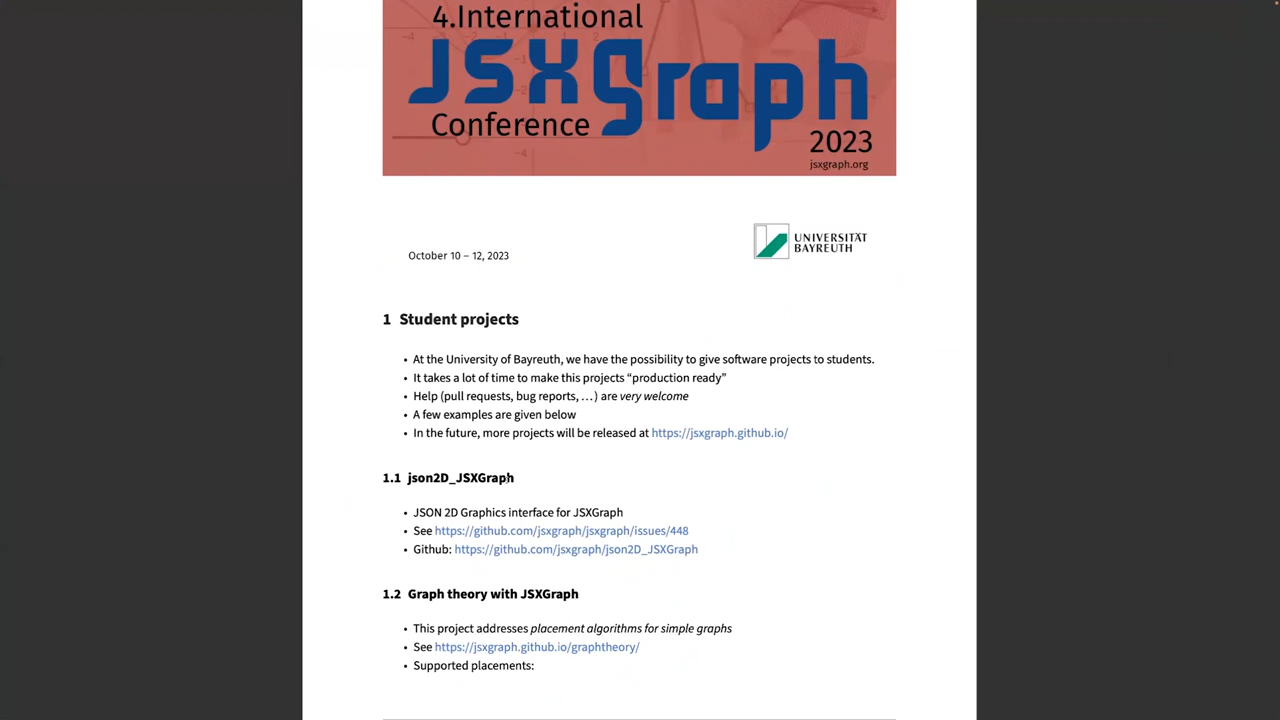 4.International
JSXgraph
Conference
2023
jsxgraph.org
October 10 – 12, 2023
UNIVERSITÄT
BAYREUTH
1 Student projects
• At the University of Bayreuth, we have the possibility to give software projects to students.
• It takes a lot of time to make this projects “production ready”
• Help (pull requests, bug reports, …) are very welcome
• A few examples are given below
• In the future, more projects will be released at https://jsxgraph.github.io/
1.1 json2D_JSXGraph
• JSON 2D Graphics interface for JSXGraph
• See https://github.com/jsxgraph/jsxgraph/issues/448
• Github: https://github.com/jsxgraph/json2D_JSXGraph
1.2 Graph theory with JSXGraph
• This project addresses placement algorithms for simple graphs
• See https://jsxgraph.github.io/graphtheory/
• Supported placements: